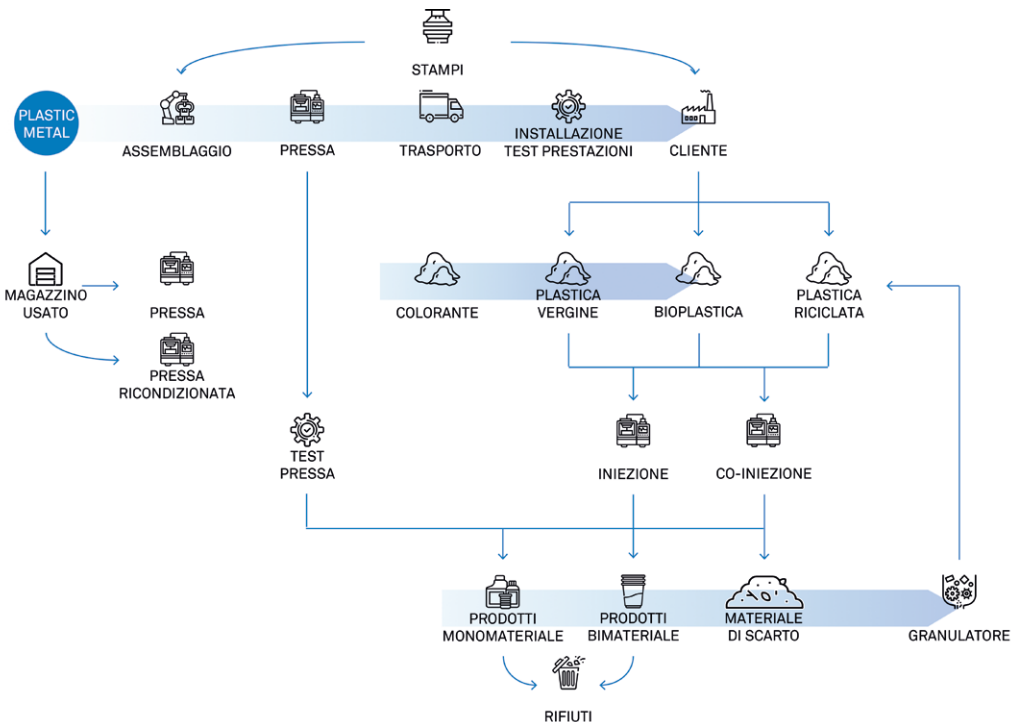 STAMPI
PLASTIC
METAL
ASSEMBLAGGIO
PRESSA
TRASPORTO
INSTALLAZIONE
TEST PRESTAZIONI
CLIENTE
MAGAZZINO
USATO
PRESSA
PRESSA
RICONDIZIONATA
COLORANTE
PLASTICA
VERGINE
BIOPLASTICA
PLASTICA
RICICLATA
TEST
PRESSA
INIEZIONE
CO-INIEZIONE
PRODOTTI
MONOMATERIALE
PRODOTTI
BIMATERIALE
MATERIALE
DI SCARTO
GRANULATORE
RIFIUTI